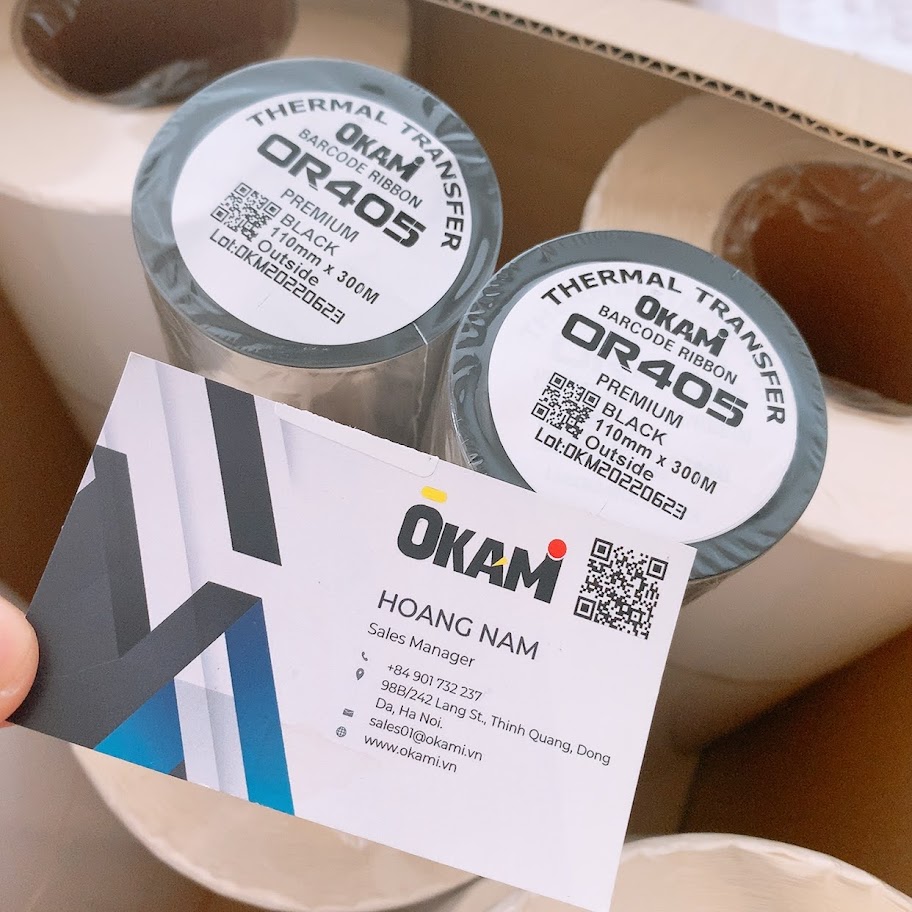 THERMAL TRANSFER
OKAMI
BARCODE RIBBON
OR405
PREMIUM
BLACK
110mm x 300M
Outside
Lot:OKM20220623
THERMAL TRANSFER
OKAMI
BARCODE RIBBON
OR405
PREMIUM
BLACK
110mm x 300M
Outside
Lot:OKM20220623
OKAMI
HOANG NAM
Sales Manager
+84 901 732 237
98B/242 Lang St., Thinh Quang, Dong
Da, Ha Noi.
sales01@okami.vn
www.okami.vn